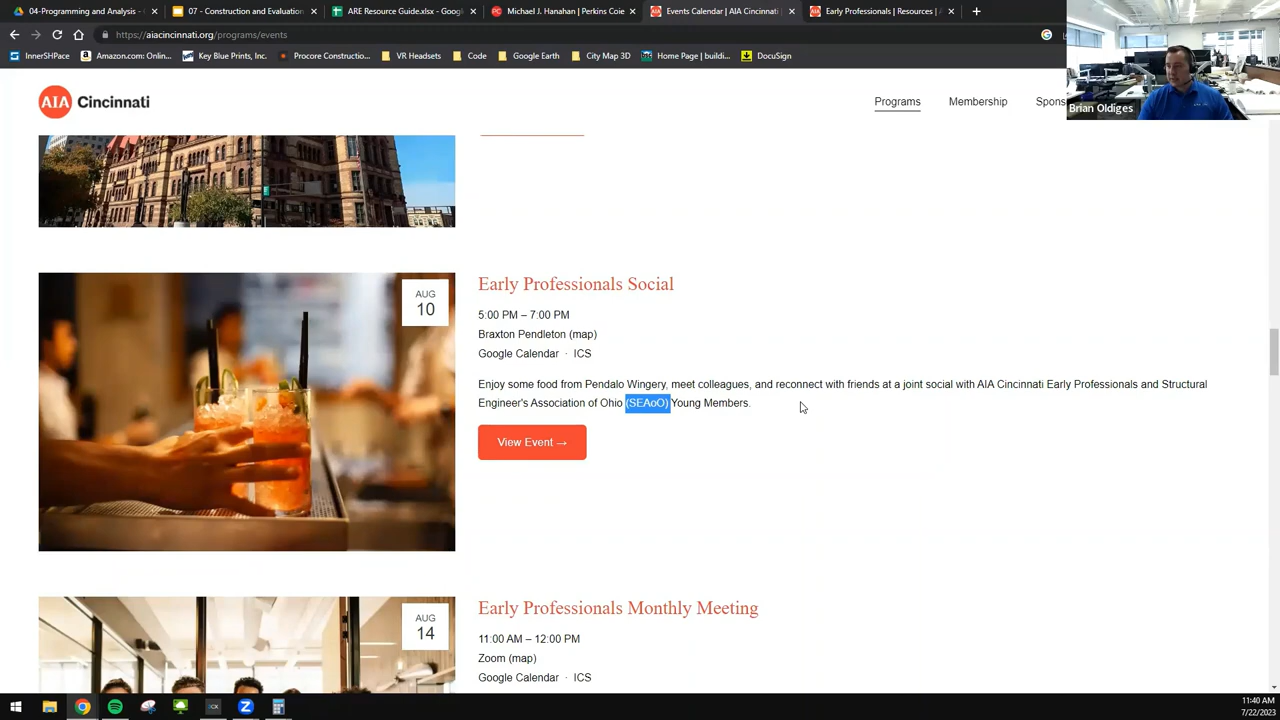 04-Programming and Analysis -
07 - Construction and Evaluation
ARE Resource Guide.xlsx - Googl
Michael J. Hanahan | Perkins Coie
Events Calendar | AIA Cincinnati
Early Professionals | Resources | A
https://aiacincinnati.org/programs/events
InnerSHPace
Amazon.com: Onlin...
Key Blue Prints, Inc.
Procore Constructio...
VR Headsets
Code
Google Earth
City Map 3D
Home Page | buildi...
DocuSign
Brian Oldiges
AIA Cincinnati
Programs
Membership
Spons
AUG
10
Early Professionals Social
5:00 PM – 7:00 PM
Braxton Pendleton (map)
Google Calendar · ICS
Enjoy some food from Pendalo Wingery, meet colleagues, and reconnect with friends at a joint social with AIA Cincinnati Early Professionals and Structural
Engineer's Association of Ohio (SEAoO) Young Members.
View Event →
AUG
14
Early Professionals Monthly Meeting
11:00 AM – 12:00 PM
Zoom (map)
Google Calendar · ICS
11:40 AM
7/22/2023